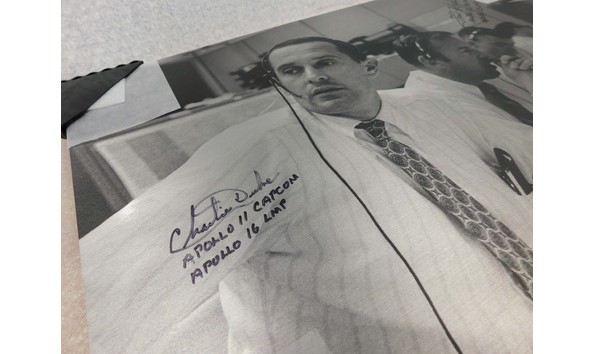 Charlie Duke
APOLLO 11 CAPCOM
APOLLO 16 LMP